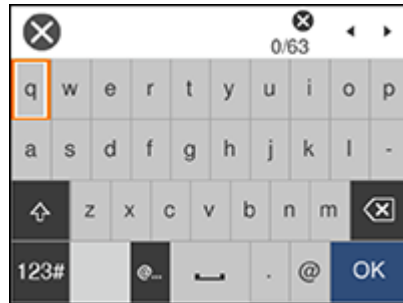 0/63
q w e r t y u i o p
a s d f g h j k l -
z x c v b n m
123# @... . @ OK